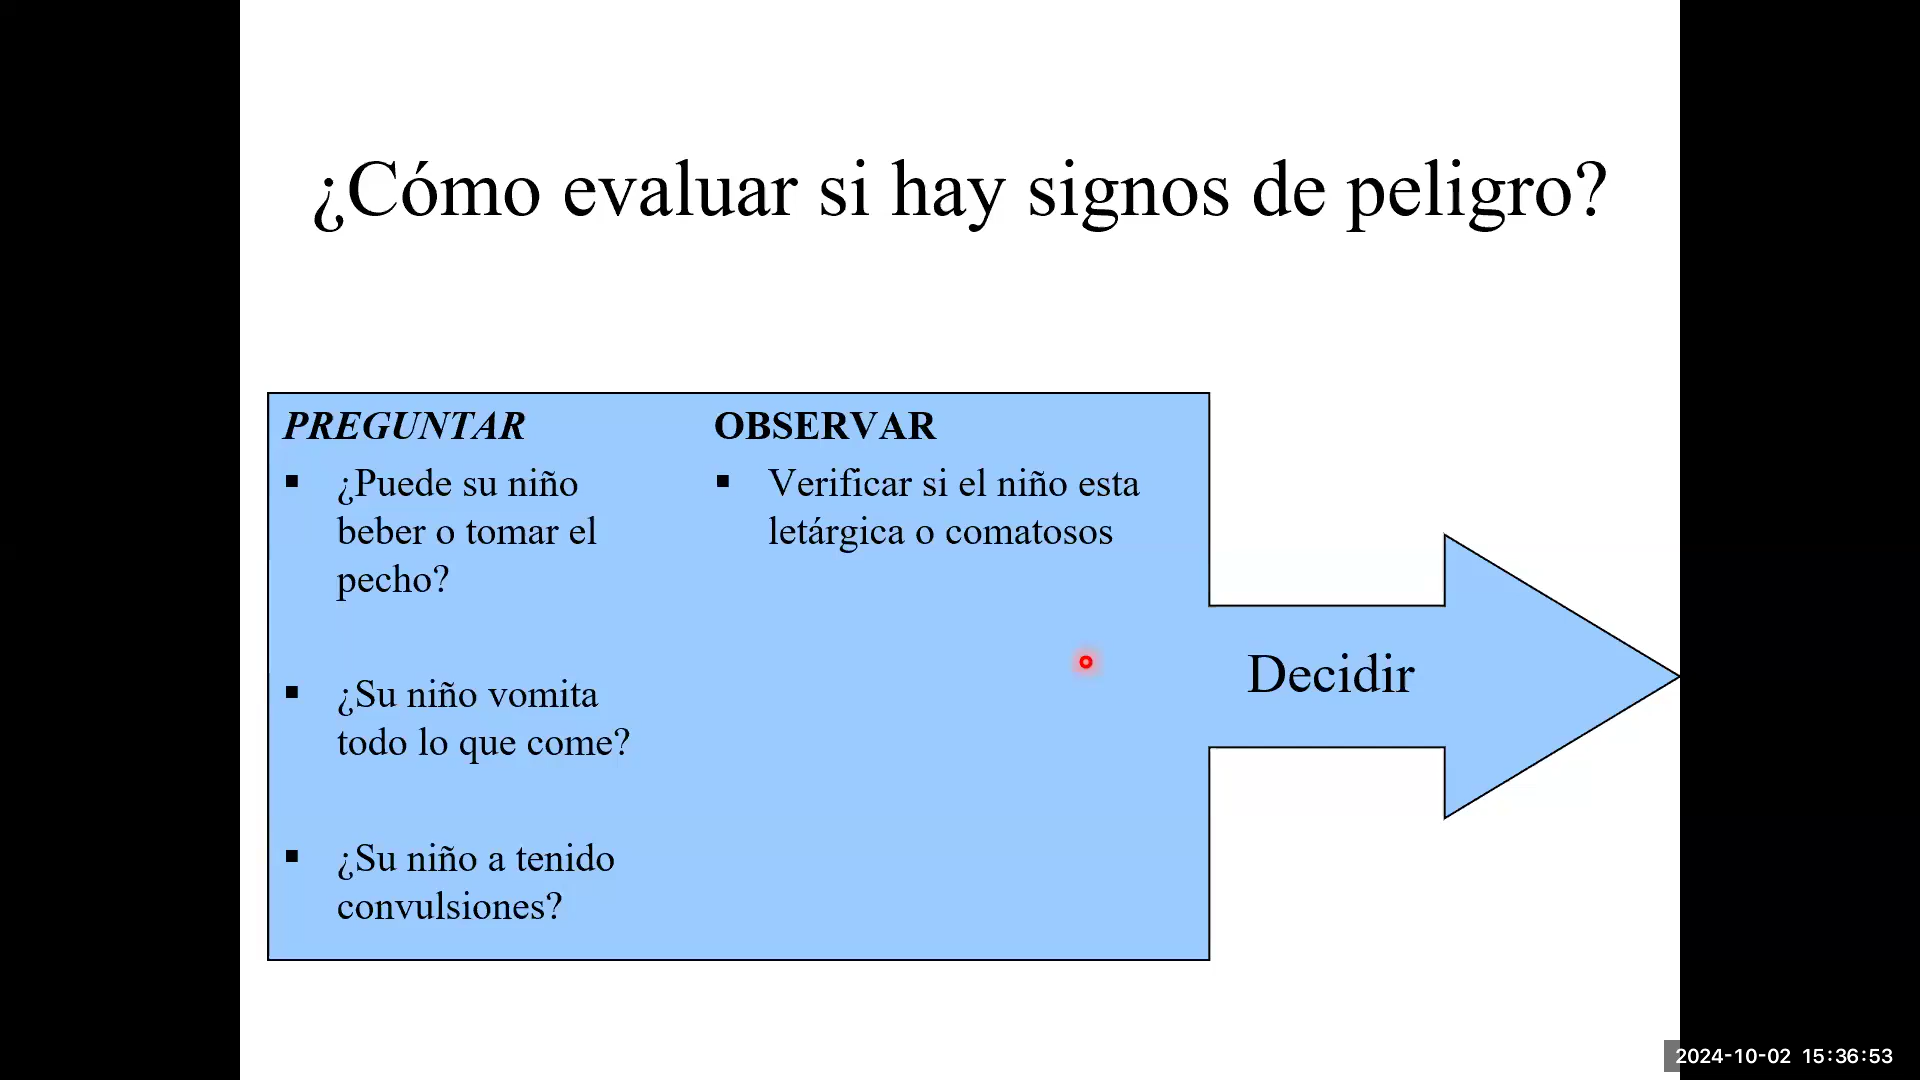 ¿Cómo evaluar si hay signos de peligro?
PREGUNTAR
▪ ¿Puede su niño
beber o tomar el
pecho?
▪ ¿Su niño vomita
todo lo que come?
▪ ¿Su niño a tenido
convulsiones?
OBSERVAR
▪ Verificar si el niño esta
letárgica o comatosos
Decidir
2024-10-02 15:36:53